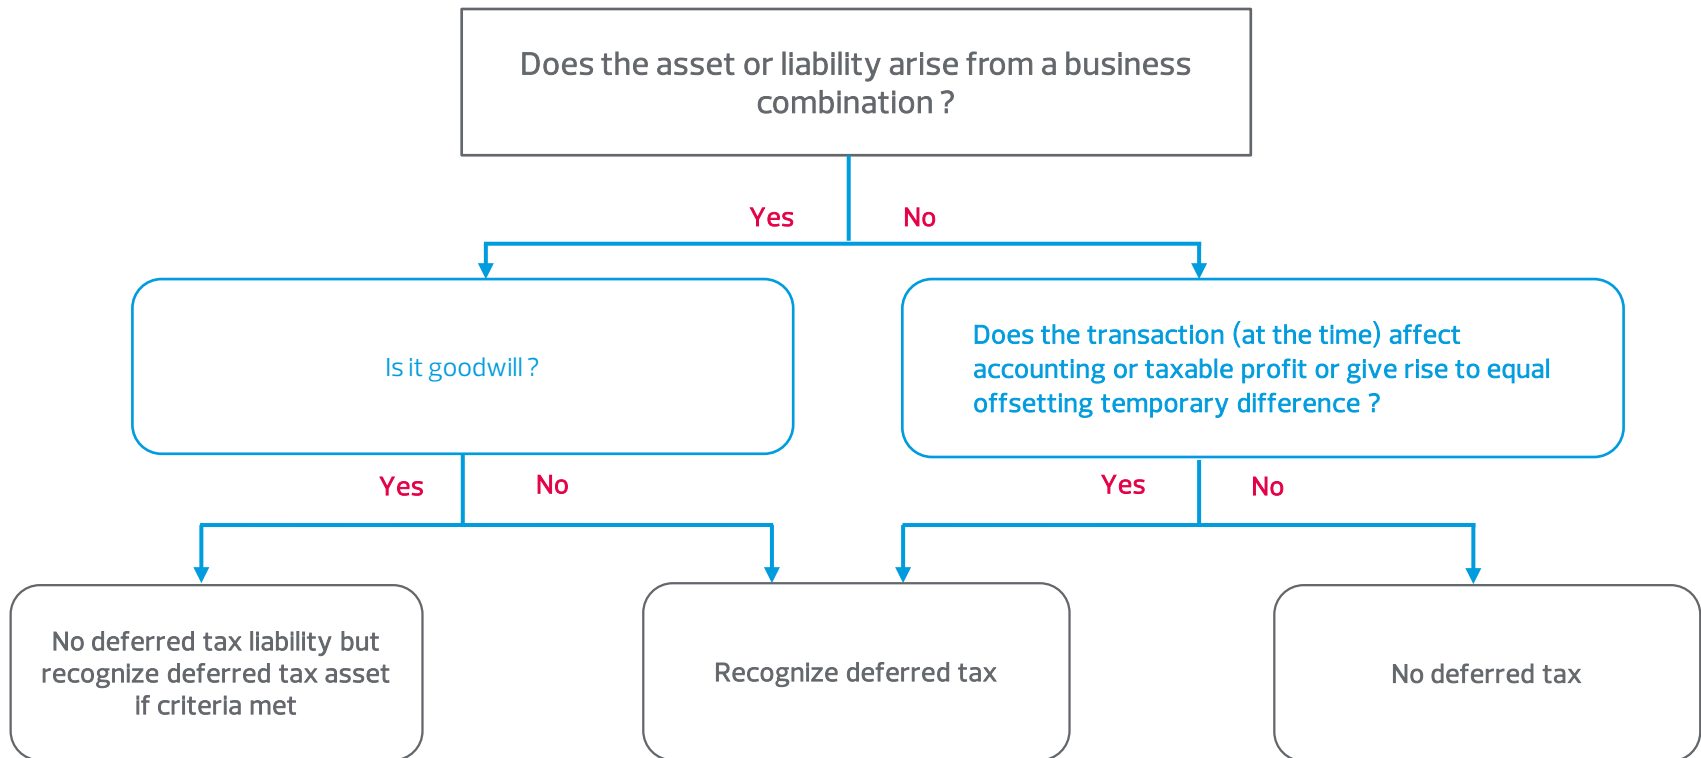 Does the asset or liability arise from a business
combination ?
Yes
No
Is it goodwill ?
Does the transaction (at the time) affect
accounting or taxable profit or give rise to equal
offsetting temporary difference ?
Yes
No
Yes
No
No deferred tax liability but
recognize deferred tax asset
if criteria met
Recognize deferred tax
No deferred tax